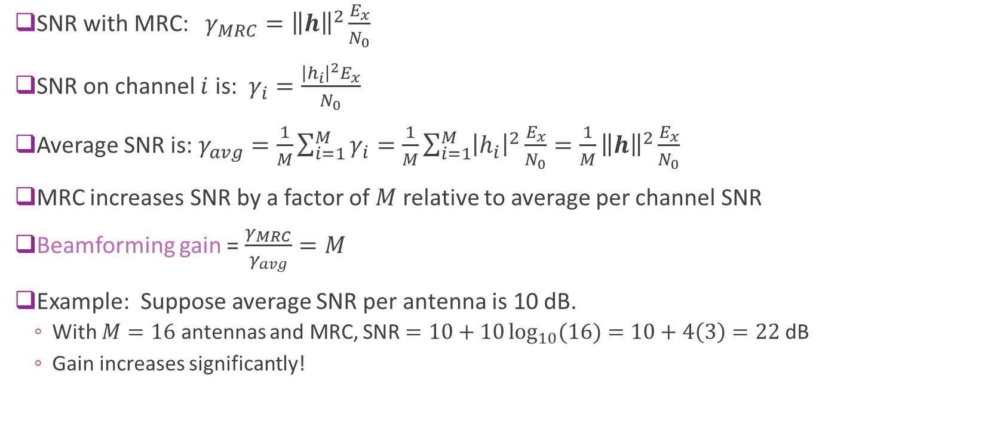 ❑SNR with MRC: $\gamma_{MRC} = \|\boldsymbol{h}\|^2 \frac{E_x}{N_0}$
❑SNR on channel $i$ is: $\gamma_i = \frac{|h_i|^2 E_x}{N_0}$
❑Average SNR is: $\gamma_{avg} = \frac{1}{M} \sum_{i=1}^{M} \gamma_i = \frac{1}{M} \sum_{i=1}^{M} |h_i|^2 \frac{E_x}{N_0} = \frac{1}{M} \|\boldsymbol{h}\|^2 \frac{E_x}{N_0}$
❑MRC increases SNR by a factor of $M$ relative to average per channel SNR
❑Beamforming gain = $\frac{\gamma_{MRC}}{\gamma_{avg}} = M$
❑Example: Suppose average SNR per antenna is 10 dB.
◦ With $M = 16$ antennas and MRC, SNR $= 10 + 10 \log_{10}(16) = 10 + 4(3) = 22$ dB
◦ Gain increases significantly!